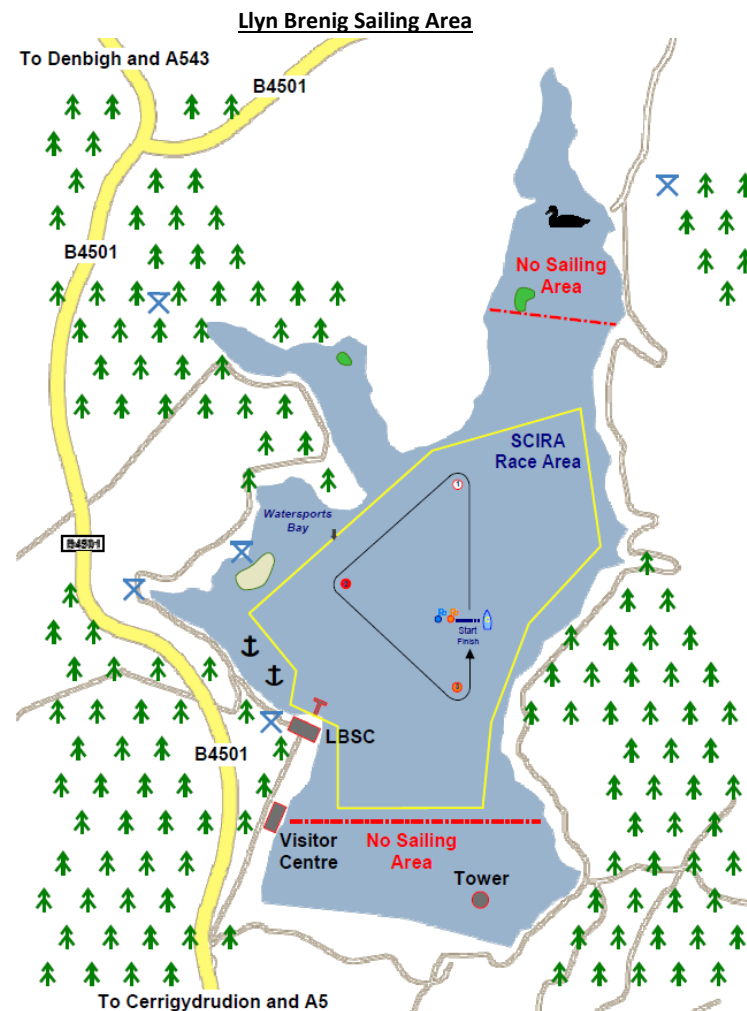 Llyn Brenig Sailing Area
To Denbigh and A543
B4501
B4501
No Sailing
Area
SCIRA
Race Area
1
Watersports
Bay
B4501
2
Start
Finish
3
LBSC
B4501
Visitor
Centre
No Sailing
Area
Tower
To Cerrigydrudion and A5